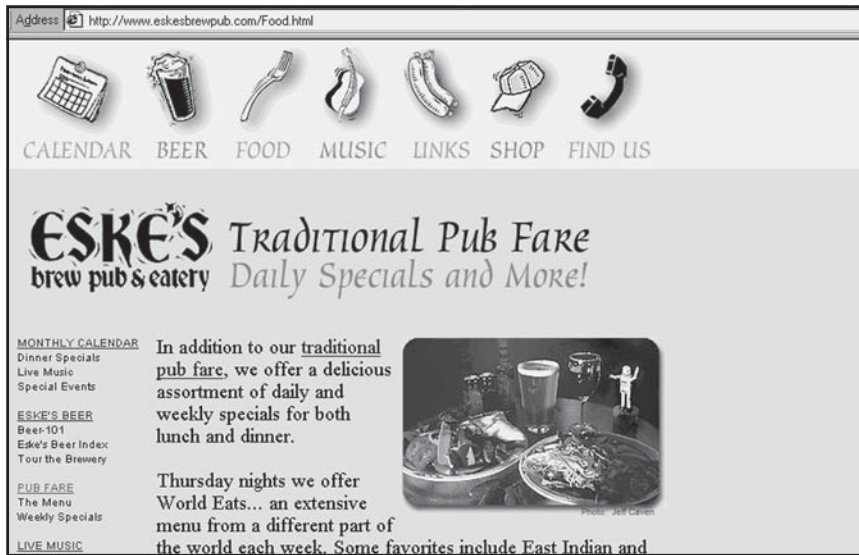 Address http://www.eskesbrewpub.com/Food.html
CALENDAR BEER FOOD MUSIC LINKS SHOP FIND US
ESKE'S
brew pub & eatery
Traditional Pub Fare
Daily Specials and More!
MONTHLY CALENDAR
Dinner Specials
Live Music
Special Events
ESKE'S BEER
Beer-101
Eske's Beer Index
Tour the Brewery
PUB FARE
The Menu
Weekly Specials
LIVE MUSIC
In addition to our traditional
pub fare, we offer a delicious
assortment of daily and
weekly specials for both
lunch and dinner.
Photo: Jeff Caven
Thursday nights we offer
World Eats... an extensive
menu from a different part of
the world each week. Some favorites include East Indian and